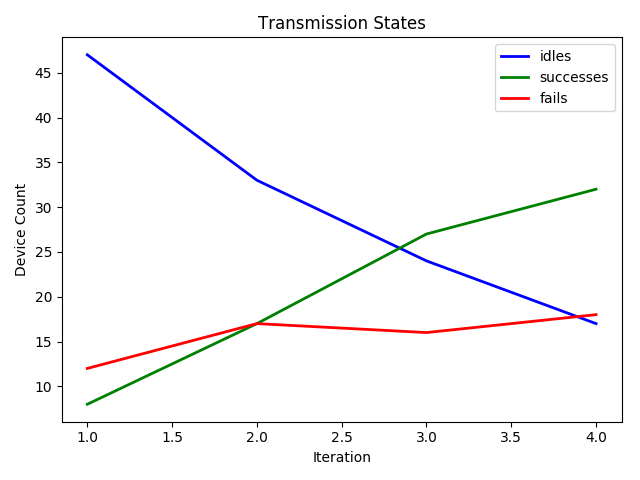 Transmission States
idles
successes
fails
Device Count
45
40
35
30
25
20
15
10
1.0 1.5 2.0 2.5 3.0 3.5 4.0
Iteration